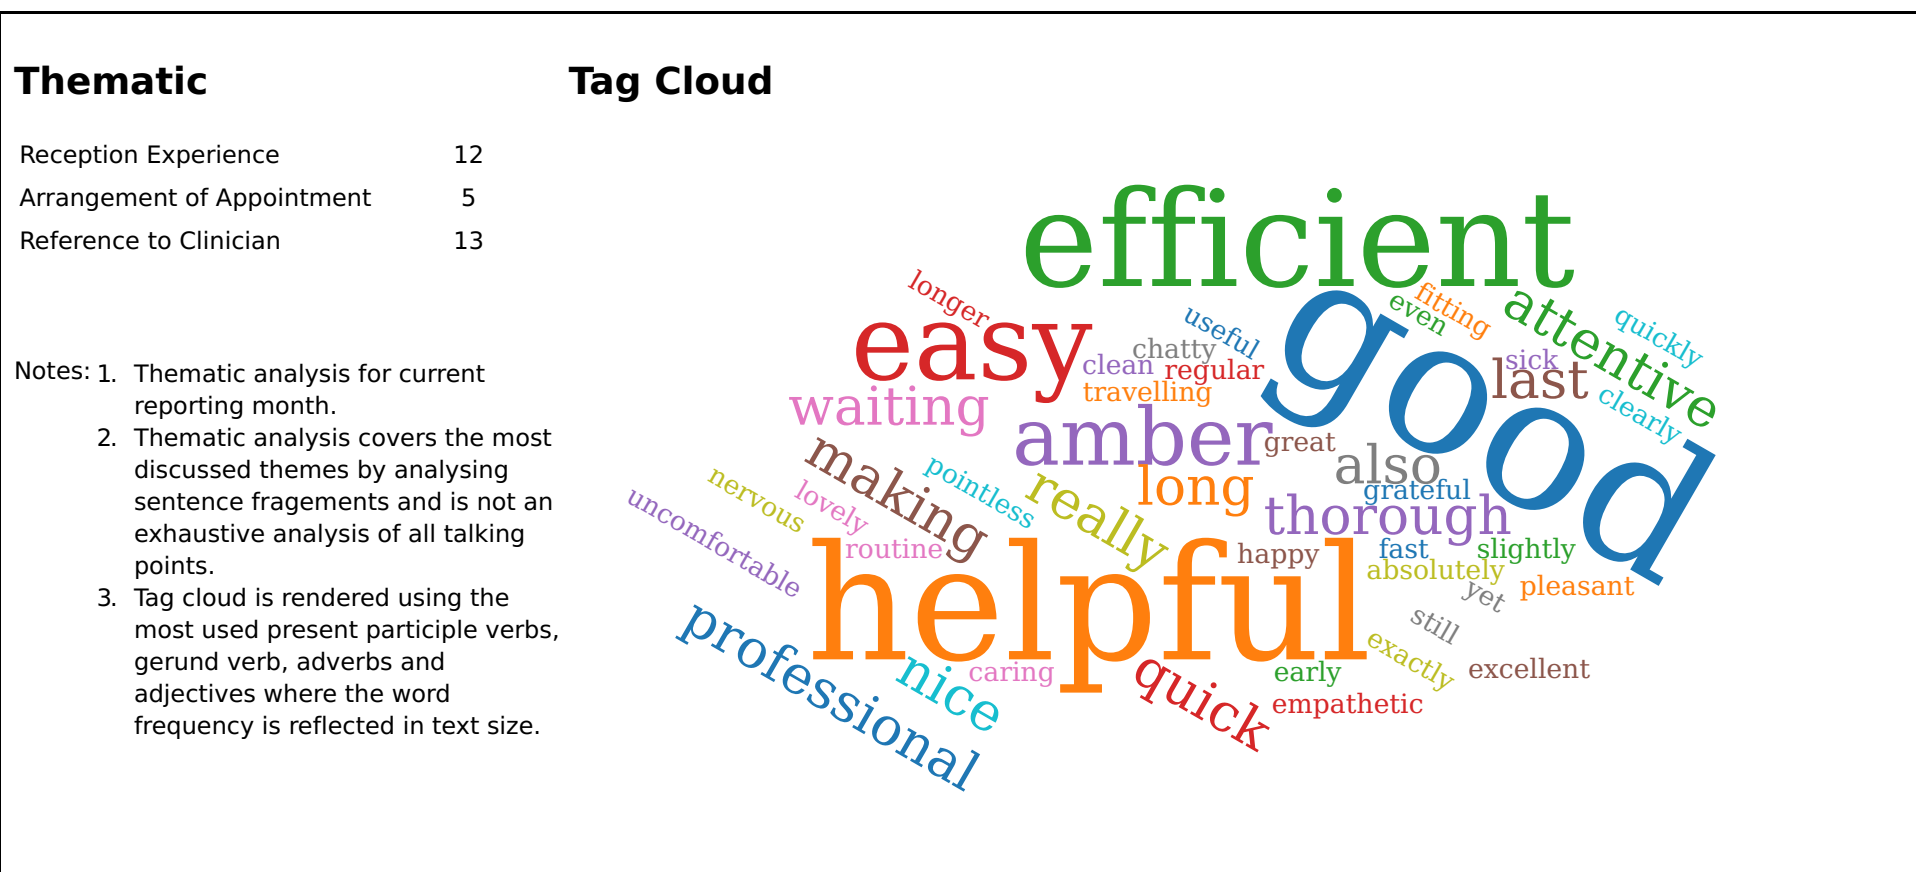 Thematic
Tag Cloud
Reception Experience 12
Arrangement of Appointment 5
Reference to Clinician 13
Notes: 1. Thematic analysis for current
reporting month.
2. Thematic analysis covers the most
discussed themes by analysing
sentence fragements and is not an
exhaustive analysis of all talking
points.
3. Tag cloud is rendered using the
most used present participle verbs,
gerund verb, adverbs and
adjectives where the word
frequency is reflected in text size.
efficient
longer
easy
useful
good
even
fitting
attentive
quickly
chatty
clean
regular
travelling
sick
last
clearly
waiting
amber
great
also
grateful
making
pointless
really
long
thorough
nervous
lovely
uncomfortable
routine
happy
fast
slightly
absolutely
yet
pleasant
helpful
still
professional
nice
caring
quick
early
exactly
excellent
empathetic